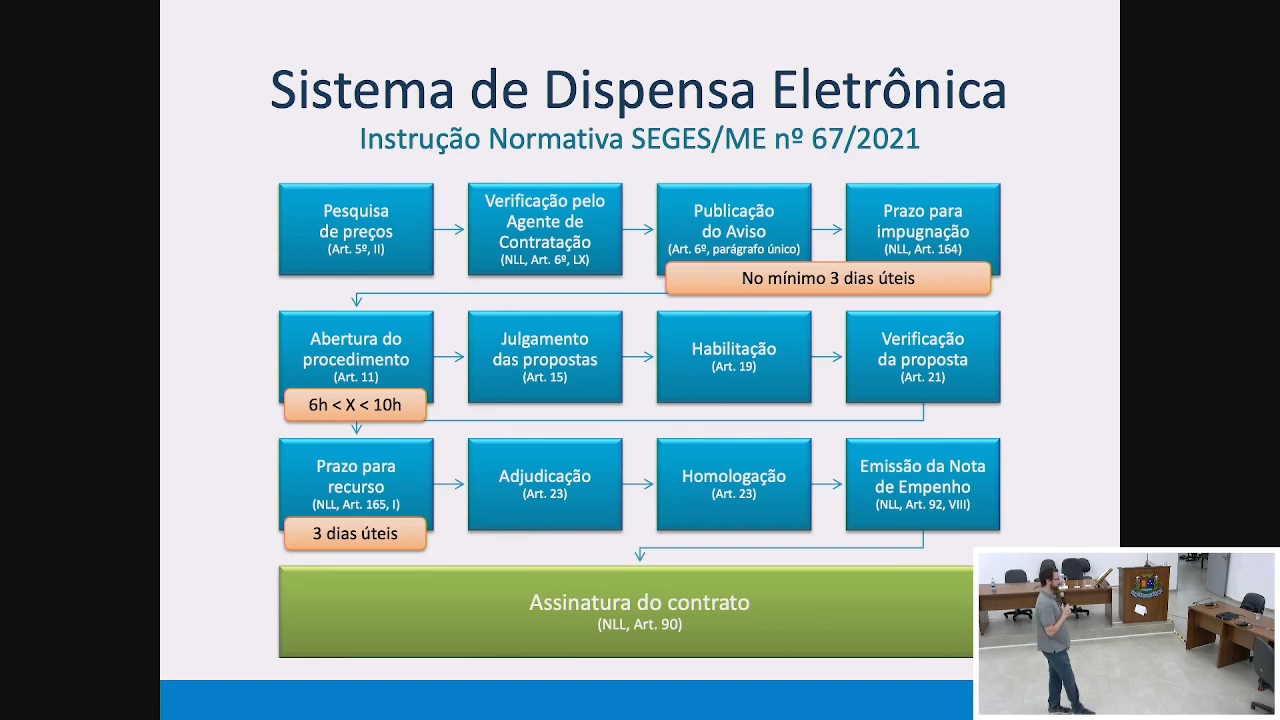 Sistema de Dispensa Eletrônica
Instrução Normativa SEGES/ME nº 67/2021
Pesquisa
de preços
(Art. 5º, II)
Verificação pelo
Agente de
Contratação
(NLL, Art. 6º, LX)
Publicação
do Aviso
(Art. 6º, parágrafo único)
Prazo para
impugnação
(NLL, Art. 164)
No mínimo 3 dias úteis
Abertura do
procedimento
(Art. 11)
6h < X < 10h
Julgamento
das propostas
(Art. 15)
Habilitação
(Art. 19)
Verificação
da proposta
(Art. 21)
Prazo para
recurso
(NLL, Art. 165, I)
3 dias úteis
Adjudicação
(Art. 23)
Homologação
(Art. 23)
Emissão da Nota
de Empenho
(NLL, Art. 92, VIII)
Assinatura do contrato
(NLL, Art. 90)